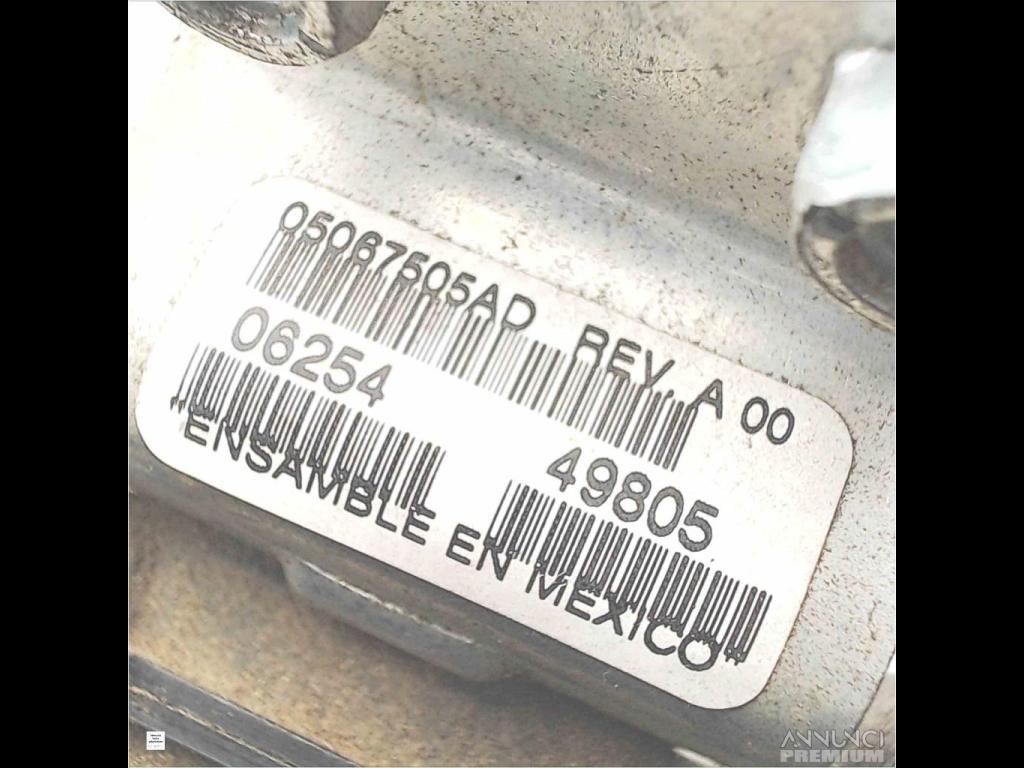 05067505AD REV. A 00
06254
49805
"ENSAMBLE EN MEXICO"
ANNUNCI
PREMIUM